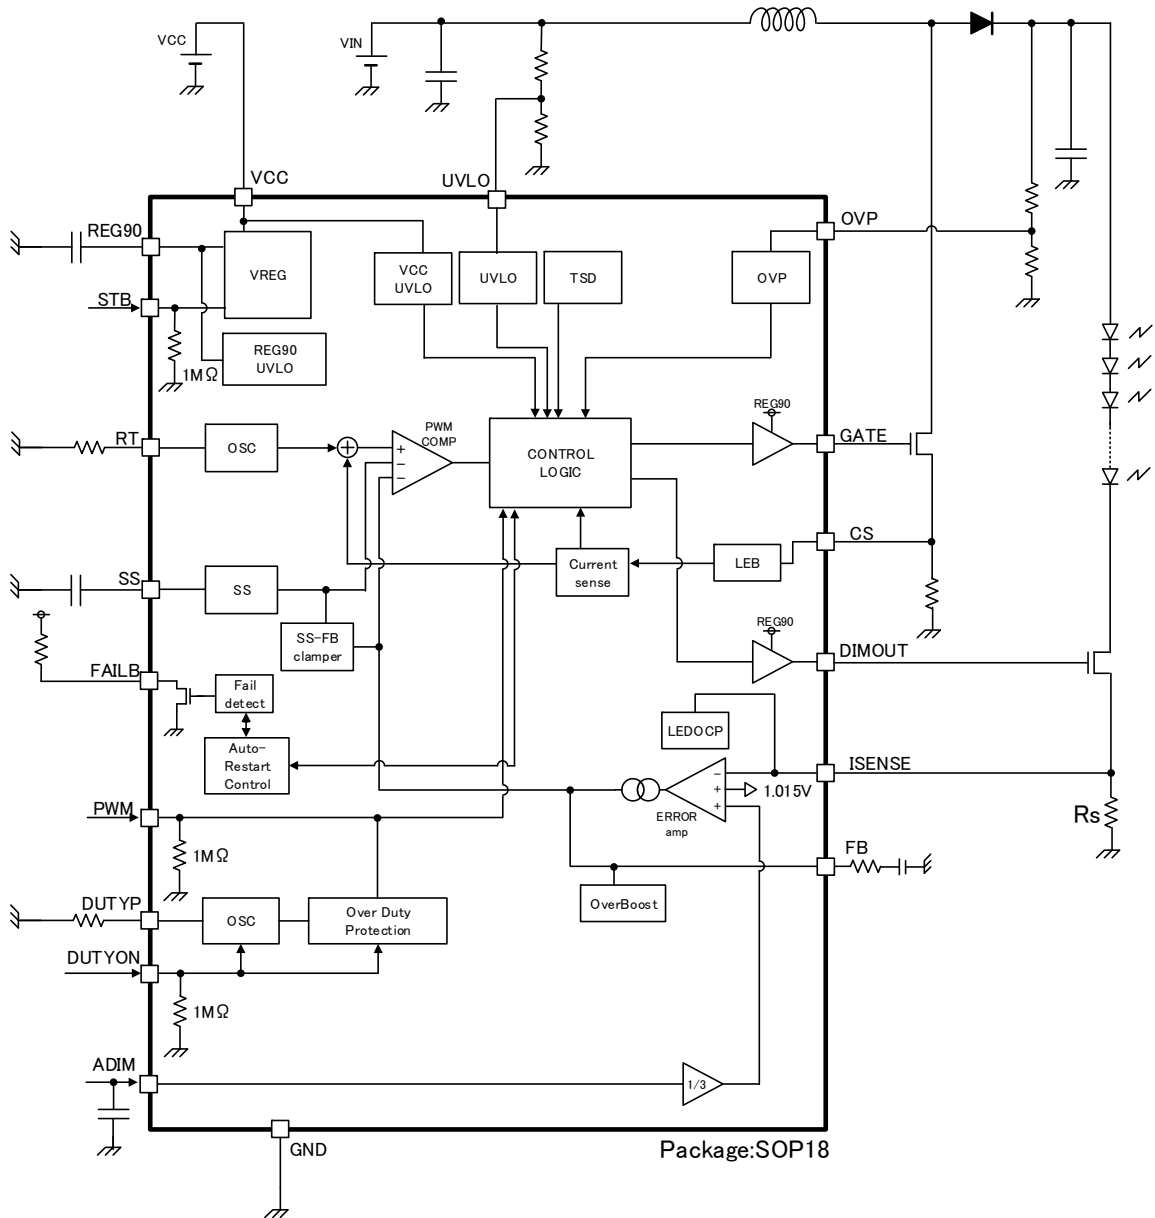 VCC
VIN
VCC
UVLO
REG90
OVP
VREG
VCC
UVLO
UVLO
TSD
OVP
STB
1MΩ
REG90
UVLO
REG90
RT
OSC
PWM
COMP
+
−
−
CONTROL
LOGIC
GATE
CS
SS
SS
Current
sense
LEB
SS-FB
clamper
REG90
DIMOUT
FAILB
Fail
detect
LEDOCP
Auto-
Restart
Control
ISENSE
−
+
+
1.015V
ERROR
amp
PWM
Rs
1MΩ
FB
DUTYP
OSC
Over Duty
Protection
OverBoost
DUTYON
1MΩ
ADIM
1/3
GND
Package:SOP18